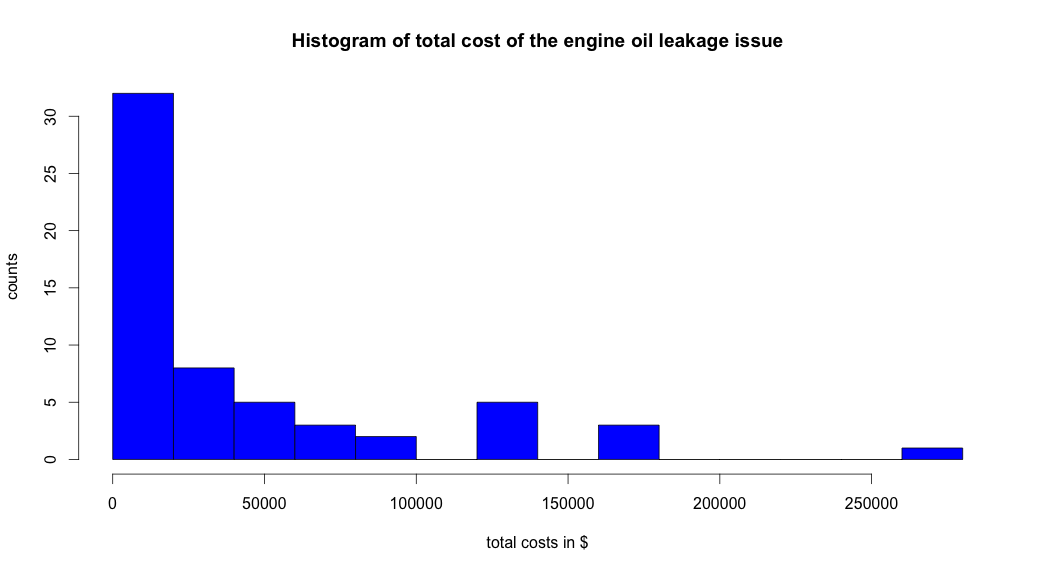 Histogram of total cost of the engine oil leakage issue
counts
30
25
20
15
10
5
0
0 50000 100000 150000 200000 250000
total costs in $